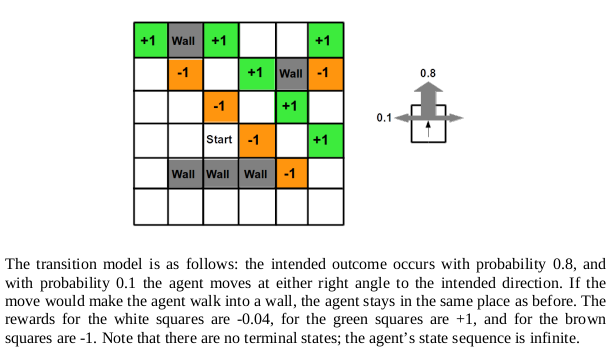 +1 Wall +1 +1
-1 +1 Wall -1
0.8
-1 +1
0.1
Start -1 +1
Wall Wall Wall -1
The transition model is as follows: the intended outcome occurs with probability 0.8, and
with probability 0.1 the agent moves at either right angle to the intended direction. If the
move would make the agent walk into a wall, the agent stays in the same place as before. The
rewards for the white squares are -0.04, for the green squares are +1, and for the brown
squares are -1. Note that there are no terminal states; the agent's state sequence is infinite.